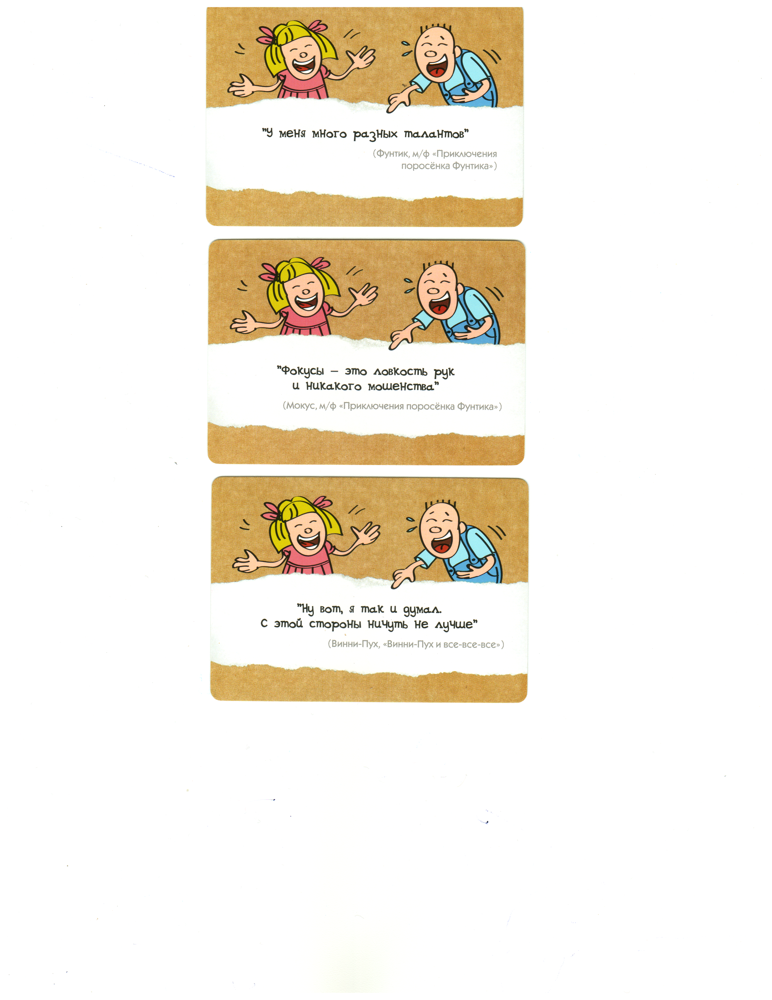 "У меня много разных талантов"
(Фунтик, м/ф «Приключения
поросёнка Фунтика»)
"Фокусы – это ловкость рук
и никакого мошенства"
(Мокус, м/ф «Приключения поросёнка Фунтика»)
"Ну вот, я так и думал.
С этой стороны ничуть не лучше"
(Винни-Пух, «Винни-Пух и все-все-все»)